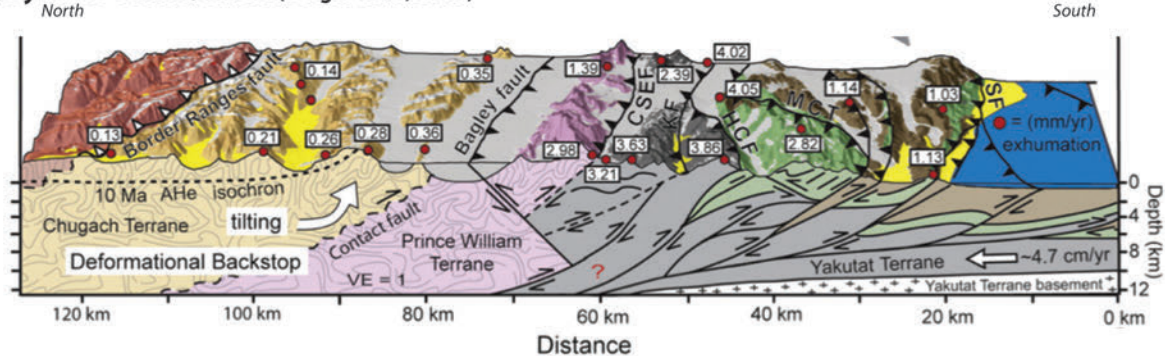 North
South
0.13
Border Ranges fault
0.14
0.21
0.26
0.28
0.36
0.35
Bagley fault
1.39
CSEF
2.39
4.02
KF
2.98
3.21
3.63
3.86
4.05
HCF
MCT
2.82
1.14
1.03
1.13
SF
= (mm/yr)
exhumation
10 Ma AHe isochron
tilting
Chugach Terrane
Deformational Backstop
Contact fault
Prince William
Terrane
VE = 1
?
Yakutat Terrane
~4.7 cm/yr
Yakutat Terrane basement
0
4
8
12
Depth (km)
120 km
100 km
80 km
60 km
40 km
20 km
0 km
Distance